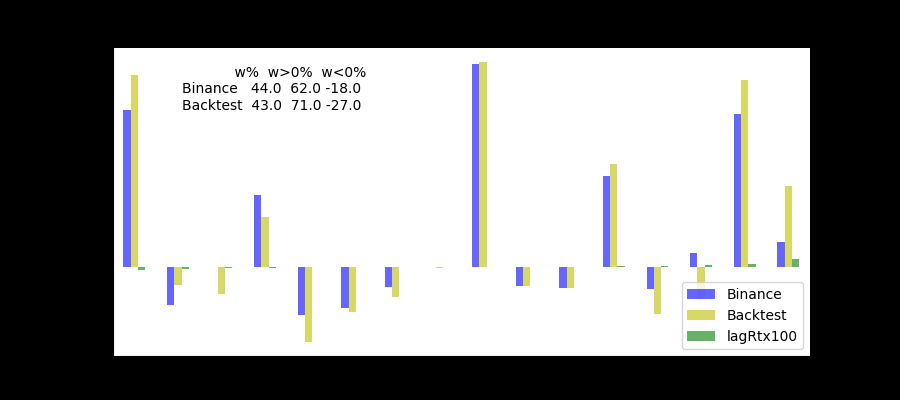 w% w>0% w<0%
Binance 44.0 62.0 -18.0
Backtest 43.0 71.0 -27.0
Binance
Backtest
lagRtx100